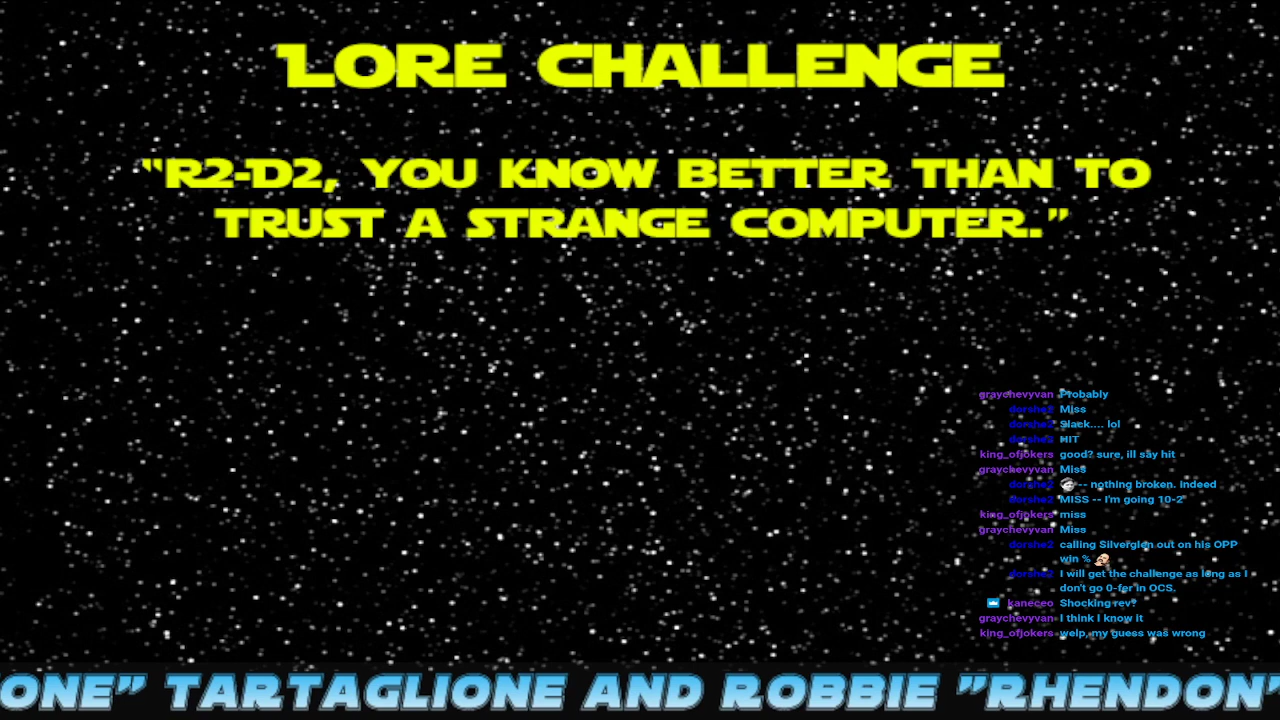 LORE CHALLENGE
"R2-D2, YOU KNOW BETTER THAN TO
TRUST A STRANGE COMPUTER."
graychevyvan Probably
dorshe2 Miss
dorshe2 Slack.... lol
dorshe2 HIT
king_ofjokers good? sure, ill say hit
graychevyvan Miss
dorshe2 -- nothing broken. indeed
dorshe2 MISS -- I'm going 10-2
king_ofjokers miss
graychevyvan Miss
dorshe2 calling Silverglen out on his OPP
win %
dorshe2 I will get the challenge as long as I
don't go 0-fer in OCS.
kaneceo Shocking rev!
graychevyvan I think I know it
king_ofjokers welp, my guess was wrong
ONE" TARTAGLIONE AND ROBBIE "RHENDON"